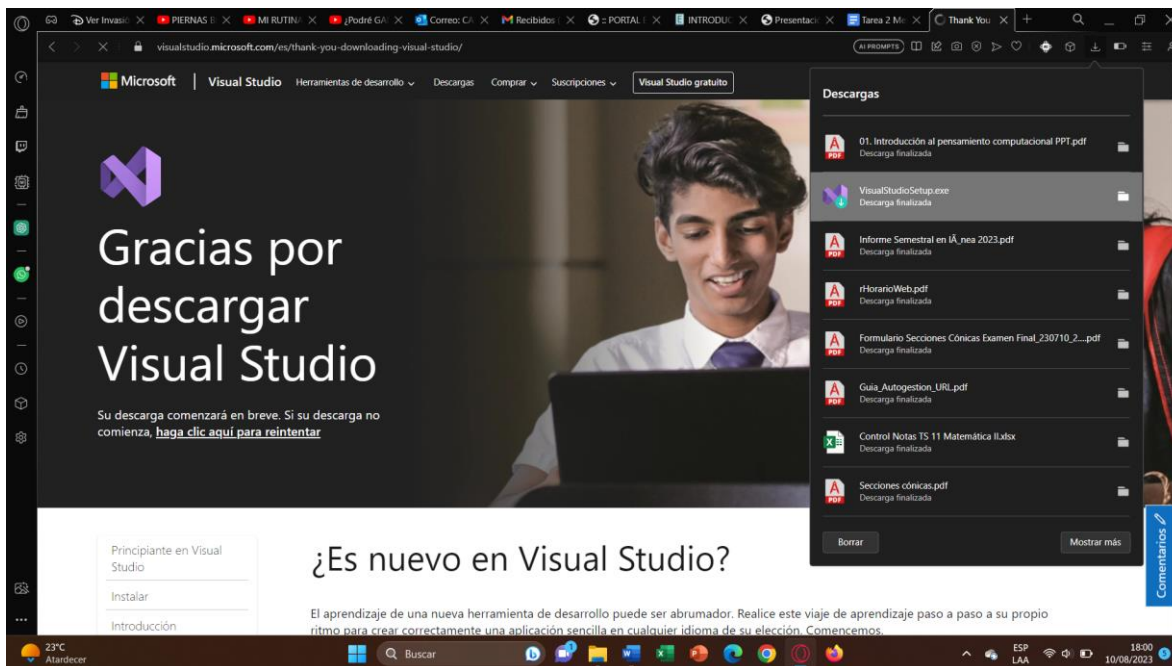 Ver Invasió
PIERNAS B
MI RUTINA
¿Podré GA
Correo: CA
Recibidos (
:: PORTAL
INTRODUC
Presentació
Tarea 2 Me
Thank You
visualstudio.microsoft.com/es/thank-you-downloading-visual-studio/
AI PROMPTS
Microsoft | Visual Studio Herramientas de desarrollo Descargas Comprar Suscripciones Visual Studio gratuito
Gracias por
descargar
Visual Studio
Su descarga comenzará en breve. Si su descarga no
comienza, haga clic aquí para reintentar
Descargas
01. Introducción al pensamiento computacional PPT.pdf
Descarga finalizada
VisualStudioSetup.exe
Descarga finalizada
Informe Semestral en lÃ_nea 2023.pdf
Descarga finalizada
rHorarioWeb.pdf
Descarga finalizada
Formulario Secciones Cónicas Examen Final_230710_2....pdf
Descarga finalizada
Guia_Autogestion_URL.pdf
Descarga finalizada
Control Notas TS 11 Matemática II.xlsx
Descarga finalizada
Secciones cónicas.pdf
Descarga finalizada
Borrar
Mostrar más
Comentarios
Principiante en Visual
Studio
Instalar
Introducción
¿Es nuevo en Visual Studio?
El aprendizaje de una nueva herramienta de desarrollo puede ser abrumador. Realice este viaje de aprendizaje paso a paso a su propio
ritmo para crear correctamente una aplicación sencilla en cualquier idioma de su elección. Comencemos.
23°C
Atardecer
Buscar
ESP
LAA
18:00
10/08/2023